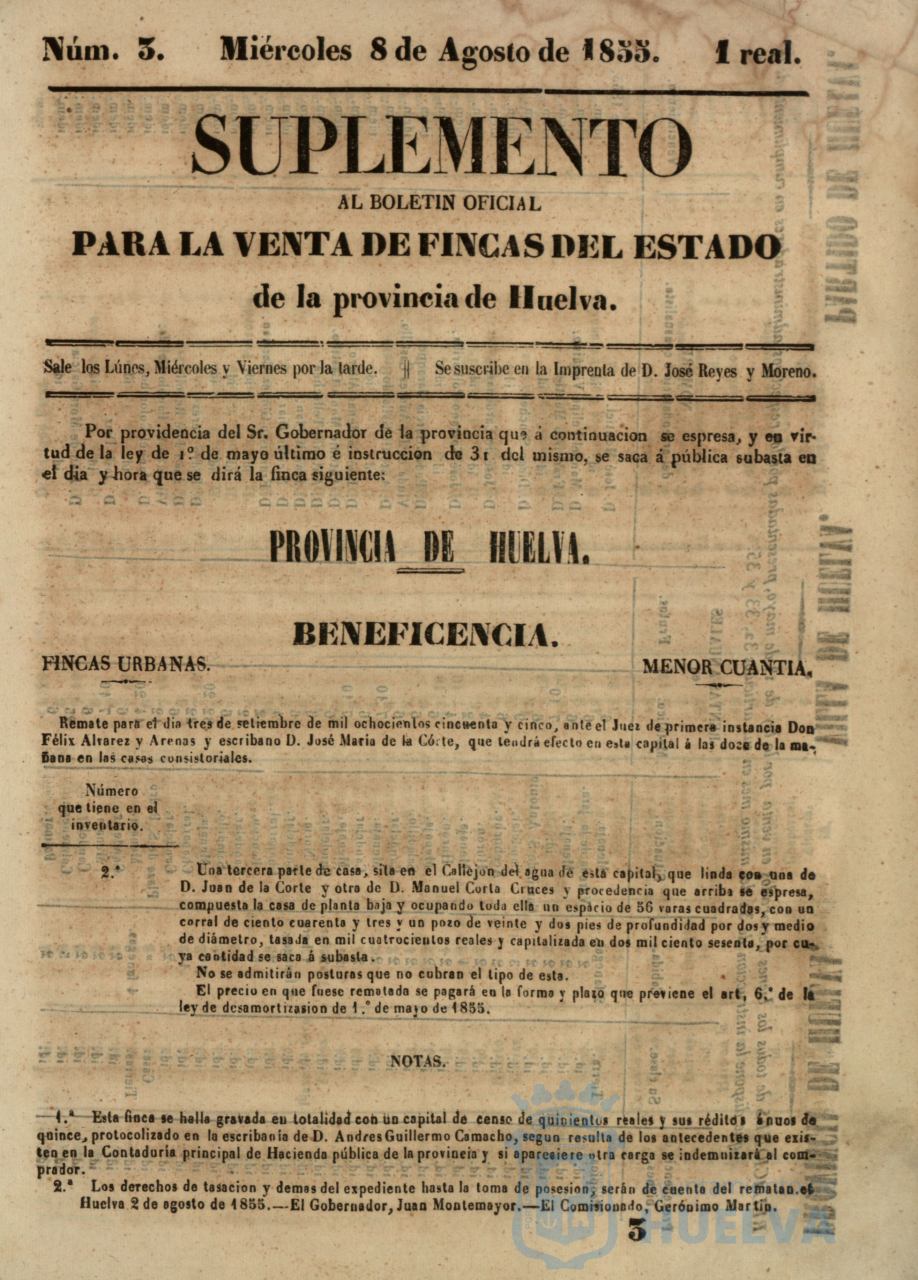 Núm. 3. Miércoles 8 de Agosto de 1855. 1 real.
SUPLEMENTO
AL BOLETIN OFICIAL
PARA LA VENTA DE FINCAS DEL ESTADO
de la provincia de Huelva.
Sale los Lúnes, Miércoles y Viernes por la tarde. Se suscribe en la Imprenta de D. José Reyes y Moreno.
Por providencia del Sr. Gobernador de la provincia que á continuacion se espresa, y en vir-
tud de la ley de 1.º de mayo último é instruccion de 31 del mismo, se saca á pública subasta en
el dia y hora que se dirá la finca siguiente:
PROVINCIA DE HUELVA.
BENEFICENCIA.
FINCAS URBANAS. MENOR CUANTIA.
Remate para el dia tres de setiembre de mil ochocientos cincuenta y cinco, ante el Juez de primera instancia Don
Félix Alvarez y Arenas y escribano D. José Maria de la Córte, que tendrá efecto en esta capital á las doce de la ma-
ñana en las casas consistoriales.
Número
que tiene en el
inventario.
2.ª Una tercera parte de casa, sita en el Callejon del agua de esta capital, que linda con una de
D. Juan de la Corte y otra de D. Manuel Corta Cruces y procedencia que arriba se espresa,
compuesta la casa de planta baja y ocupando toda ella un espacio de 56 varas cuadradas, con un
corral de ciento cuarenta y tres y un pozo de veinte y dos pies de profundidad por dos y medio
de diámetro, tasada en mil cuatrocientos reales y capitalizada en dos mil ciento sesenta, por cu-
ya cantidad se saca á subasta.
No se admitirán posturas que no cubran el tipo de esta.
El precio en que fuese rematada se pagará en la forma y plazo que previene el art, 6.º de la
ley de desamortizasion de 1.º de mayo de 1855.
NOTAS.
1.ª Esta finca se halla gravada en totalidad con un capital de censo de quinientos reales y sus réditos ánuos de
quince, protocolizado en la escribania de D. Andres Guillermo Camacho, segun resulta de los antecedentes que exis-
ten en la Contaduria principal de Hacienda pública de la provincia y si apareciere otra carga se indemnizará al com-
prador.
2.ª Los derechos de tasacion y demas del expediente hasta la toma de posesion, serán de cuenta del rematan.et
Huelva 2 de agosto de 1855.—El Gobernador, Juan Montemayor.—El Comisionado, Gerónimo Martin.
3
HUELVA